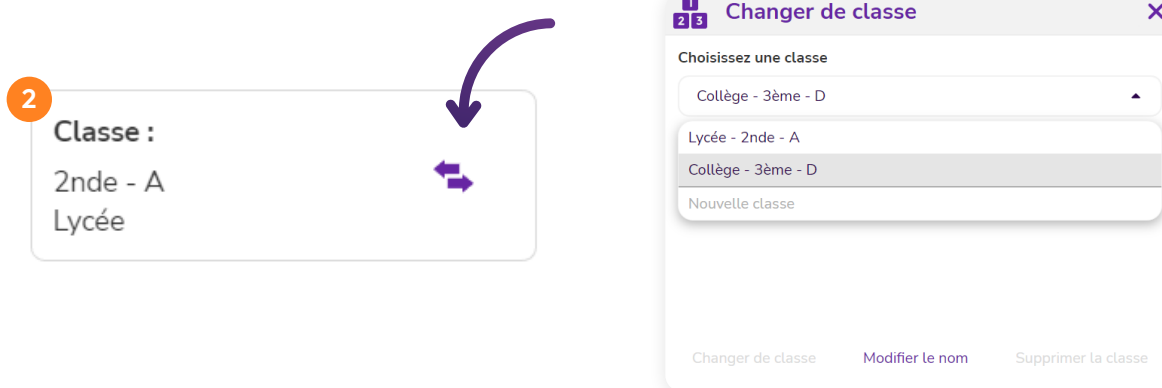 2
Classe :
2nde - A
Lycée
1
2 3
Changer de classe
Choisissez une classe
Collège - 3ème - D
Lycée - 2nde - A
Collège - 3ème - D
Nouvelle classe
Changer de classe Modifier le nom Supprimer la classe